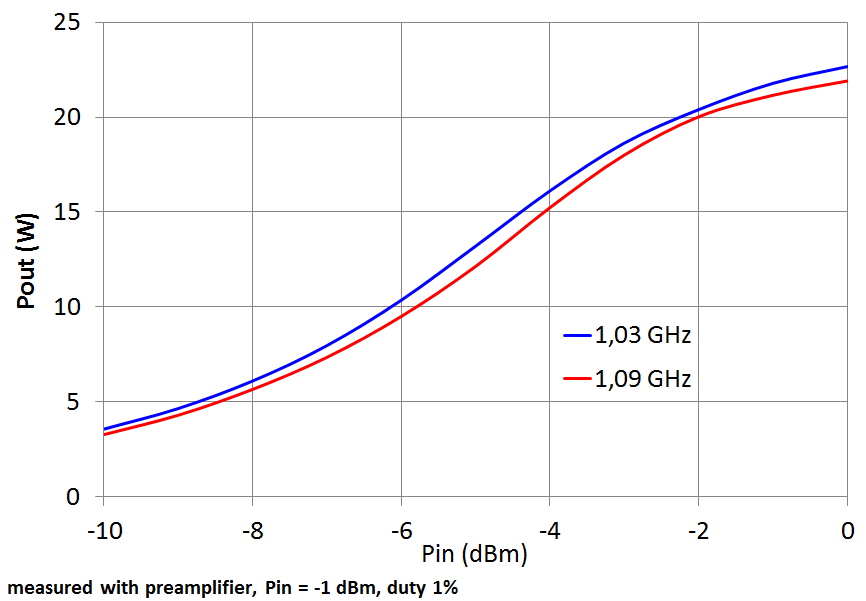 25
20
15
10
5
0
Pout (W)
1,03 GHz
1,09 GHz
-10 -8 -6 -4 -2 0
Pin (dBm)
measured with preamplifier, Pin = -1 dBm, duty 1%